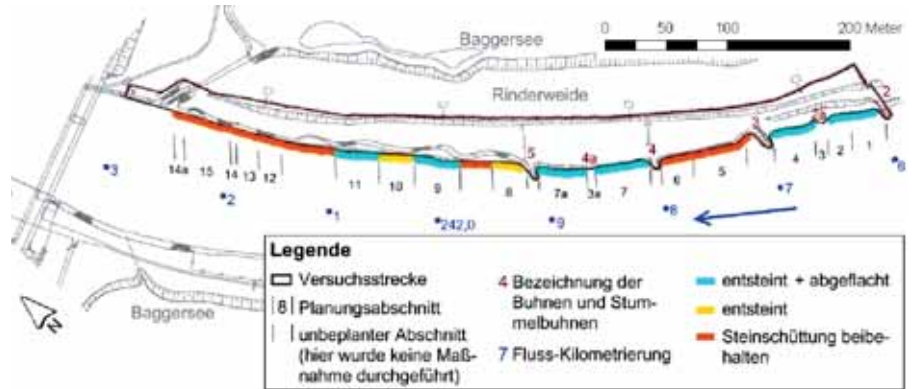 0 50 100 200 Meter
Baggersee
Rinderweide
2
3
5
4a
4
14a 15 14 13 12 11 10 9 8 7a 3a 7 6 5 4 3 2 1
3 2 1 242,0 9 8 7 6
N
Baggersee
Legende
Versuchsstrecke
8 Planungsabschnitt
unbeplanter Abschnitt
(hier wurde keine Maß-
nahme durchgeführt)
4 Bezeichnung der
Buhnen und Stum-
melbuhnen
7 Fluss-Kilometrierung
entsteint + abgeflacht
entsteint
Steinschüttung beibe-
halten